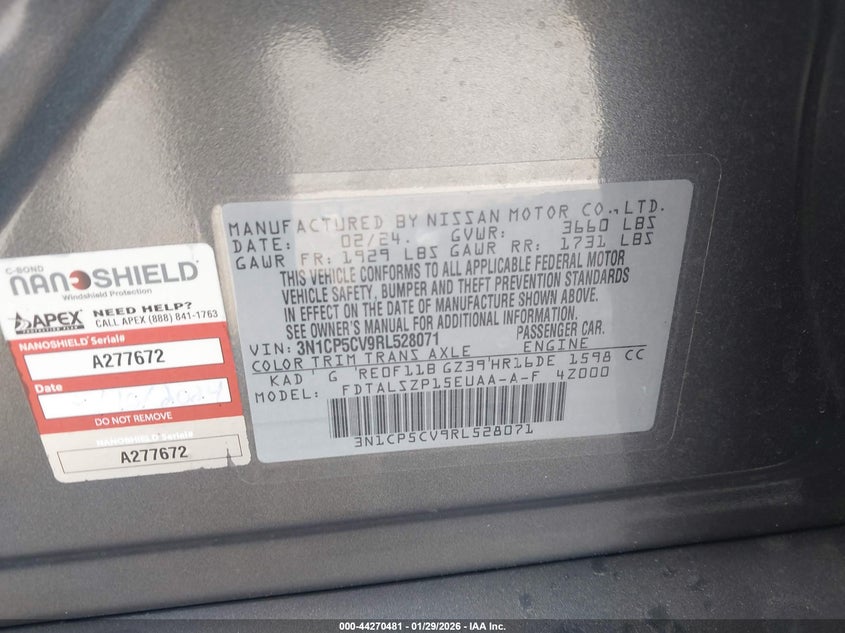 MANUFACTURED BY NISSAN MOTOR CO., LTD.
DATE: 02/24. GVWR: 3660 LBS
GAWR FR: 1929 LBS GAWR RR: 1731 LBS
THIS VEHICLE CONFORMS TO ALL APPLICABLE FEDERAL MOTOR
VEHICLE SAFETY, BUMPER AND THEFT PREVENTION STANDARDS
IN EFFECT ON THE DATE OF MANUFACTURE SHOWN ABOVE.
SEE OWNER'S MANUAL FOR ADDITIONAL INFORMATION.
VIN: 3N1CP5CV9RL528071 PASSENGER CAR.
COLOR TRIM TRANS AXLE ENGINE
KAD G RE0F11B GZ39 HR16DE 1598 CC
MODEL: FDTALSZP15EUAA-A-F 4Z000
3N1CP5CV9RL528071
C-BOND
NANOSHIELD
Windshield Protection
APEX NEED HELP?
CALL APEX (888) 841-1763
NANOSHIELD Serial#
A277672
Date
DO NOT REMOVE
NANOSHIELD Serial#
A277672
000-44270481 | 01/29/2026 | IAA Inc.